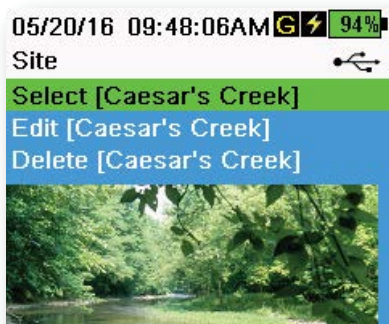 05/20/16 09:48:06AM G 94%
Site
Select [Caesar's Creek]
Edit [Caesar's Creek]
Delete [Caesar's Creek]